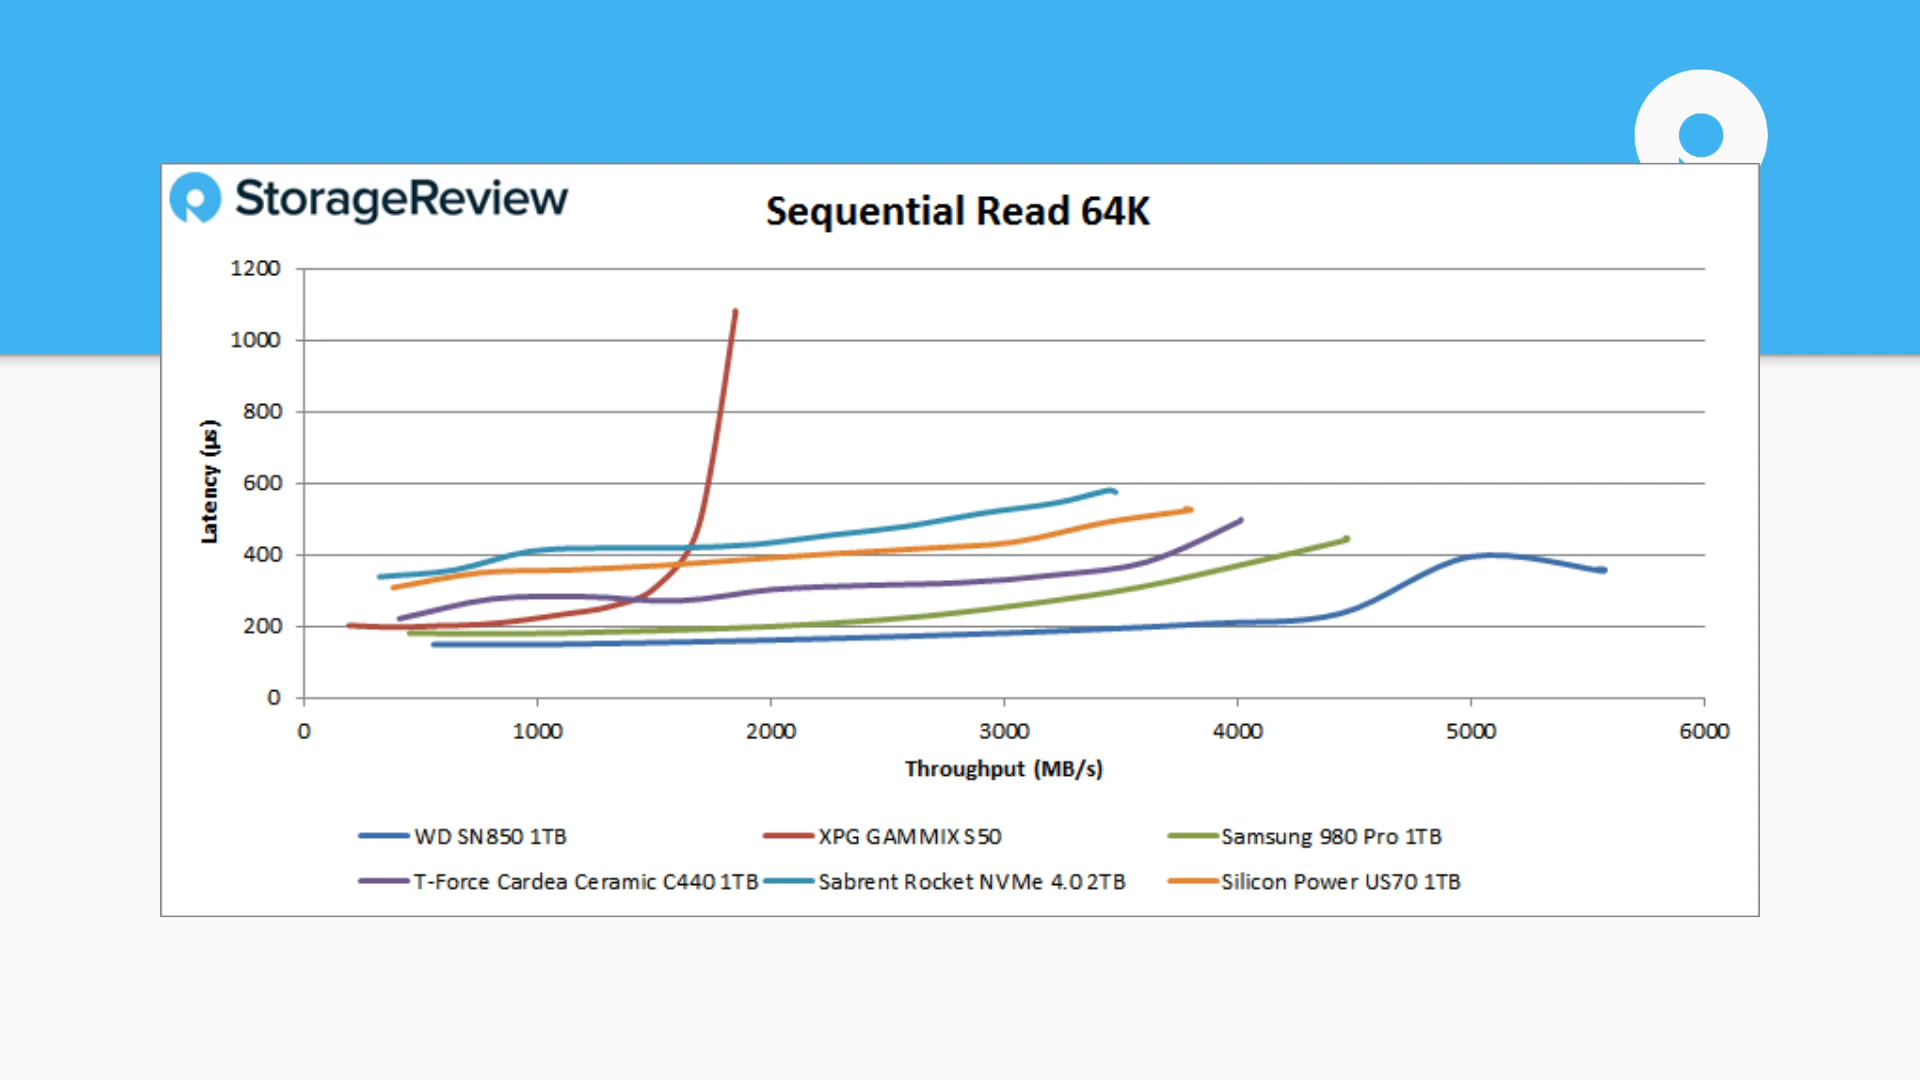 StorageReview
Sequential Read 64K
1200
1000
800
600
400
200
0
Latency (µs)
0 1000 2000 3000 4000 5000 6000
Throughput (MB/s)
WD SN850 1TB XPG GAMMIX S50 Samsung 980 Pro 1TB
T-Force Cardea Ceramic C440 1TB Sabrent Rocket NVMe 4.0 2TB Silicon Power US70 1TB